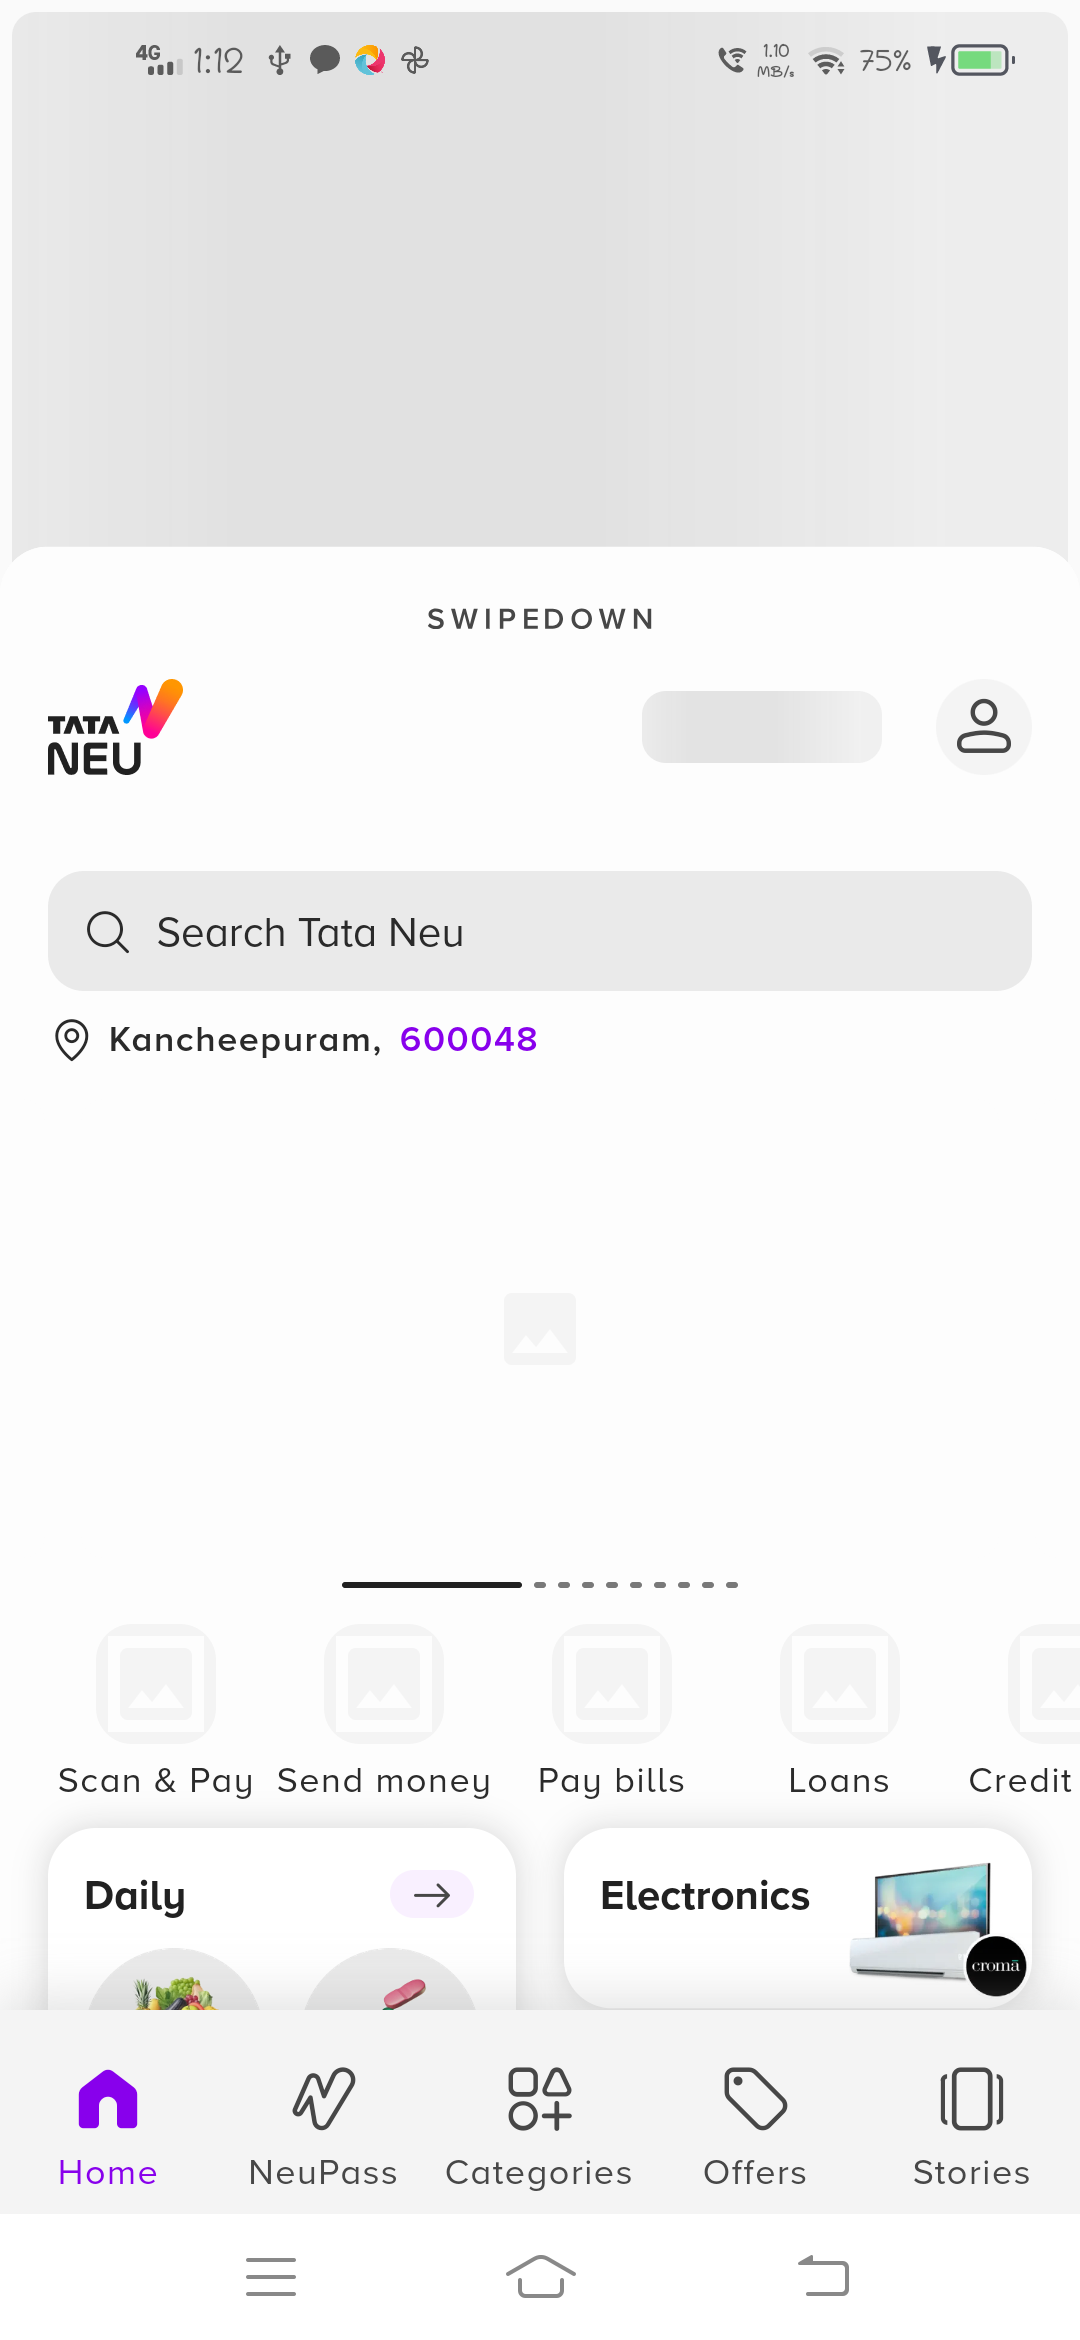 4G 1:12 1.10 MB/s 75%
SWIPEDOWN
TATA
NEU
Search Tata Neu
Kancheepuram, 600048
Scan & Pay Send money Pay bills Loans Credit
Daily Electronics
cromā
Home NeuPass Categories Offers Stories